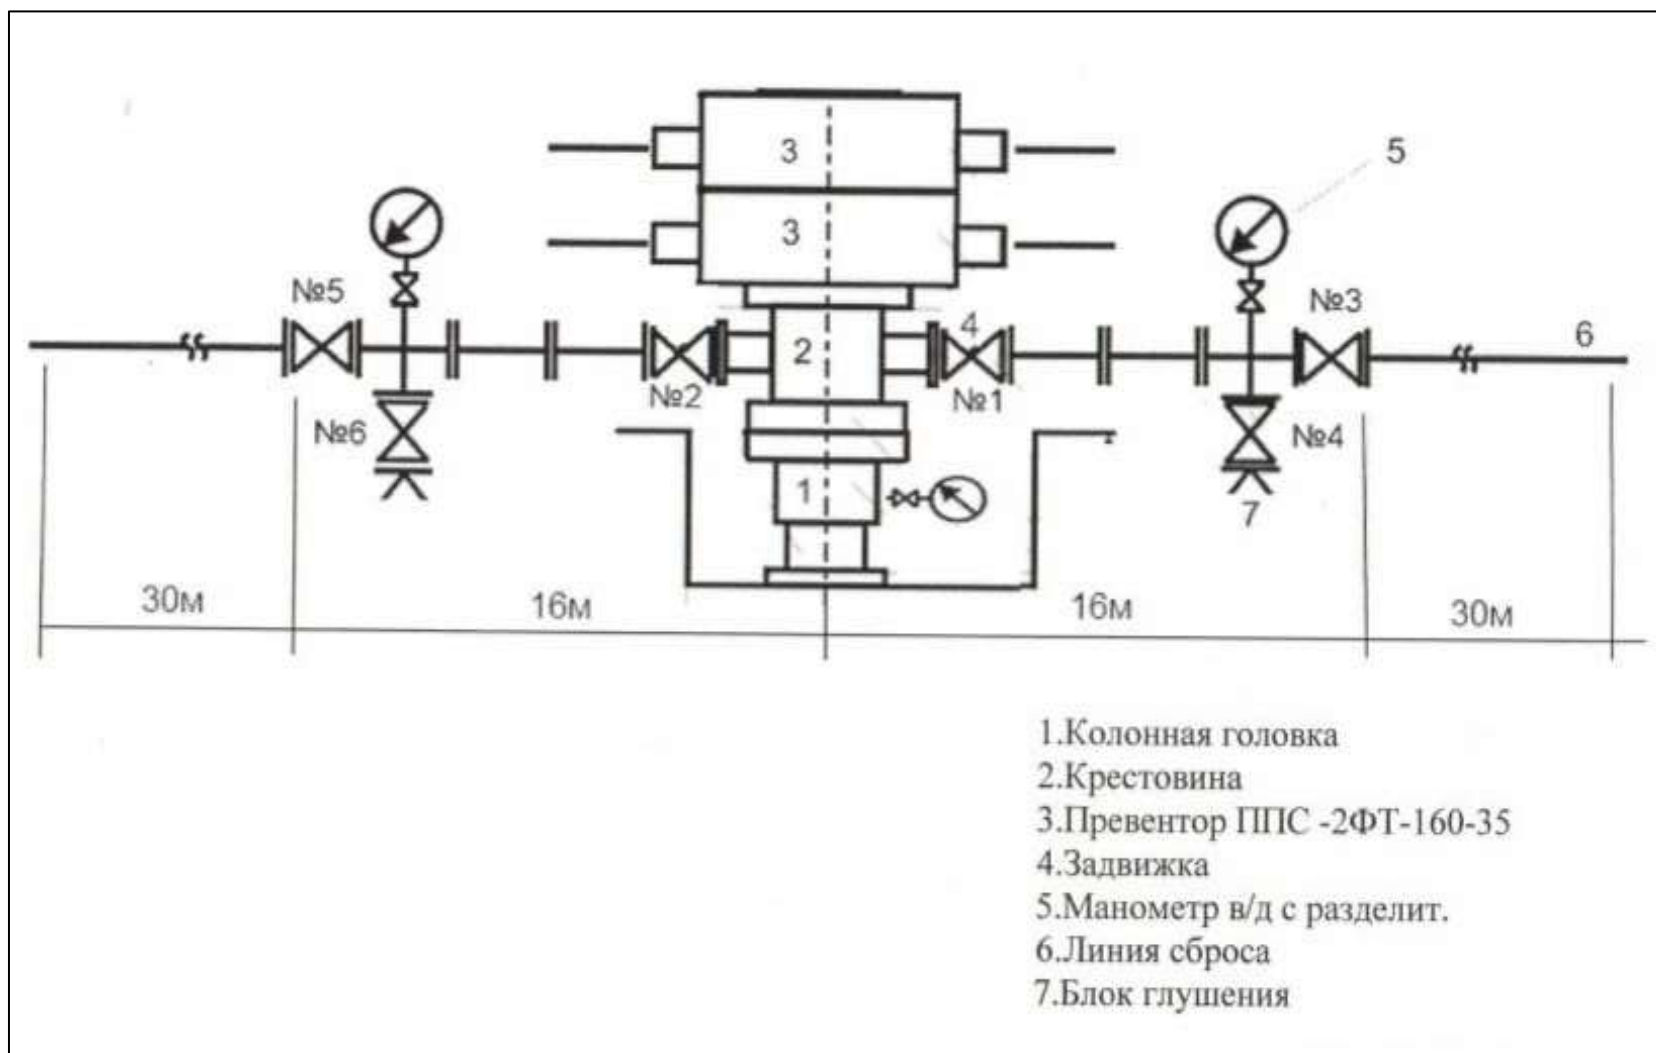 3
5
3
№5
№3
4
6
2
№2
№1
№6
№4
1
7
30м
16м
16м
30м
1.Колонная головка
2.Крестовина
3.Превентор ППС -2ФТ-160-35
4.Задвижка
5.Манометр в/д с разделит.
6.Линия сброса
7.Блок глушения